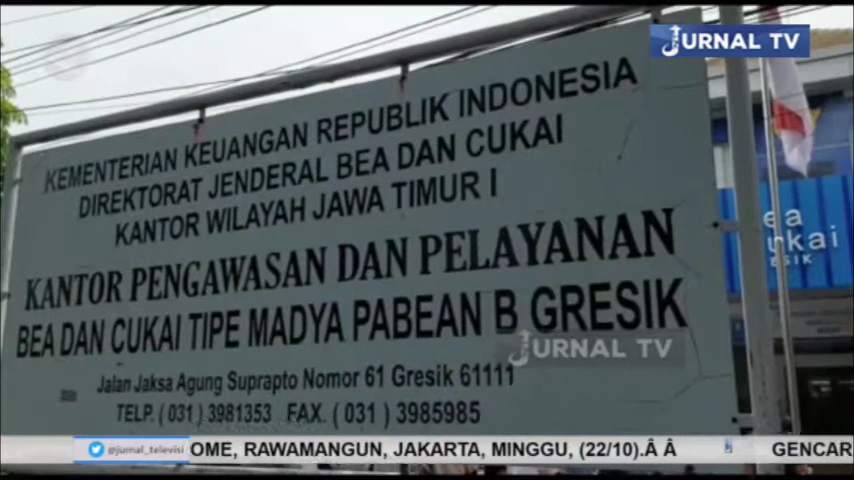 JURNAL TV
KEMENTERIAN KEUANGAN REPUBLIK INDONESIA
DIREKTORAT JENDERAL BEA DAN CUKAI
KANTOR WILAYAH JAWA TIMUR I
KANTOR PENGAWASAN DAN PELAYANAN
BEA DAN CUKAI TIPE MADYA PABEAN B GRESIK
Jalan Jaksa Agung Suprapto Nomor 61 Gresik 61111
TELP. ( 031 ) 3981353 FAX. ( 031 ) 3985985
ea
ukai
ESIK
JURNAL TV
@jurnal_televisi OME, RAWAMANGUN, JAKARTA, MINGGU, (22/10).Â Â GENCAR